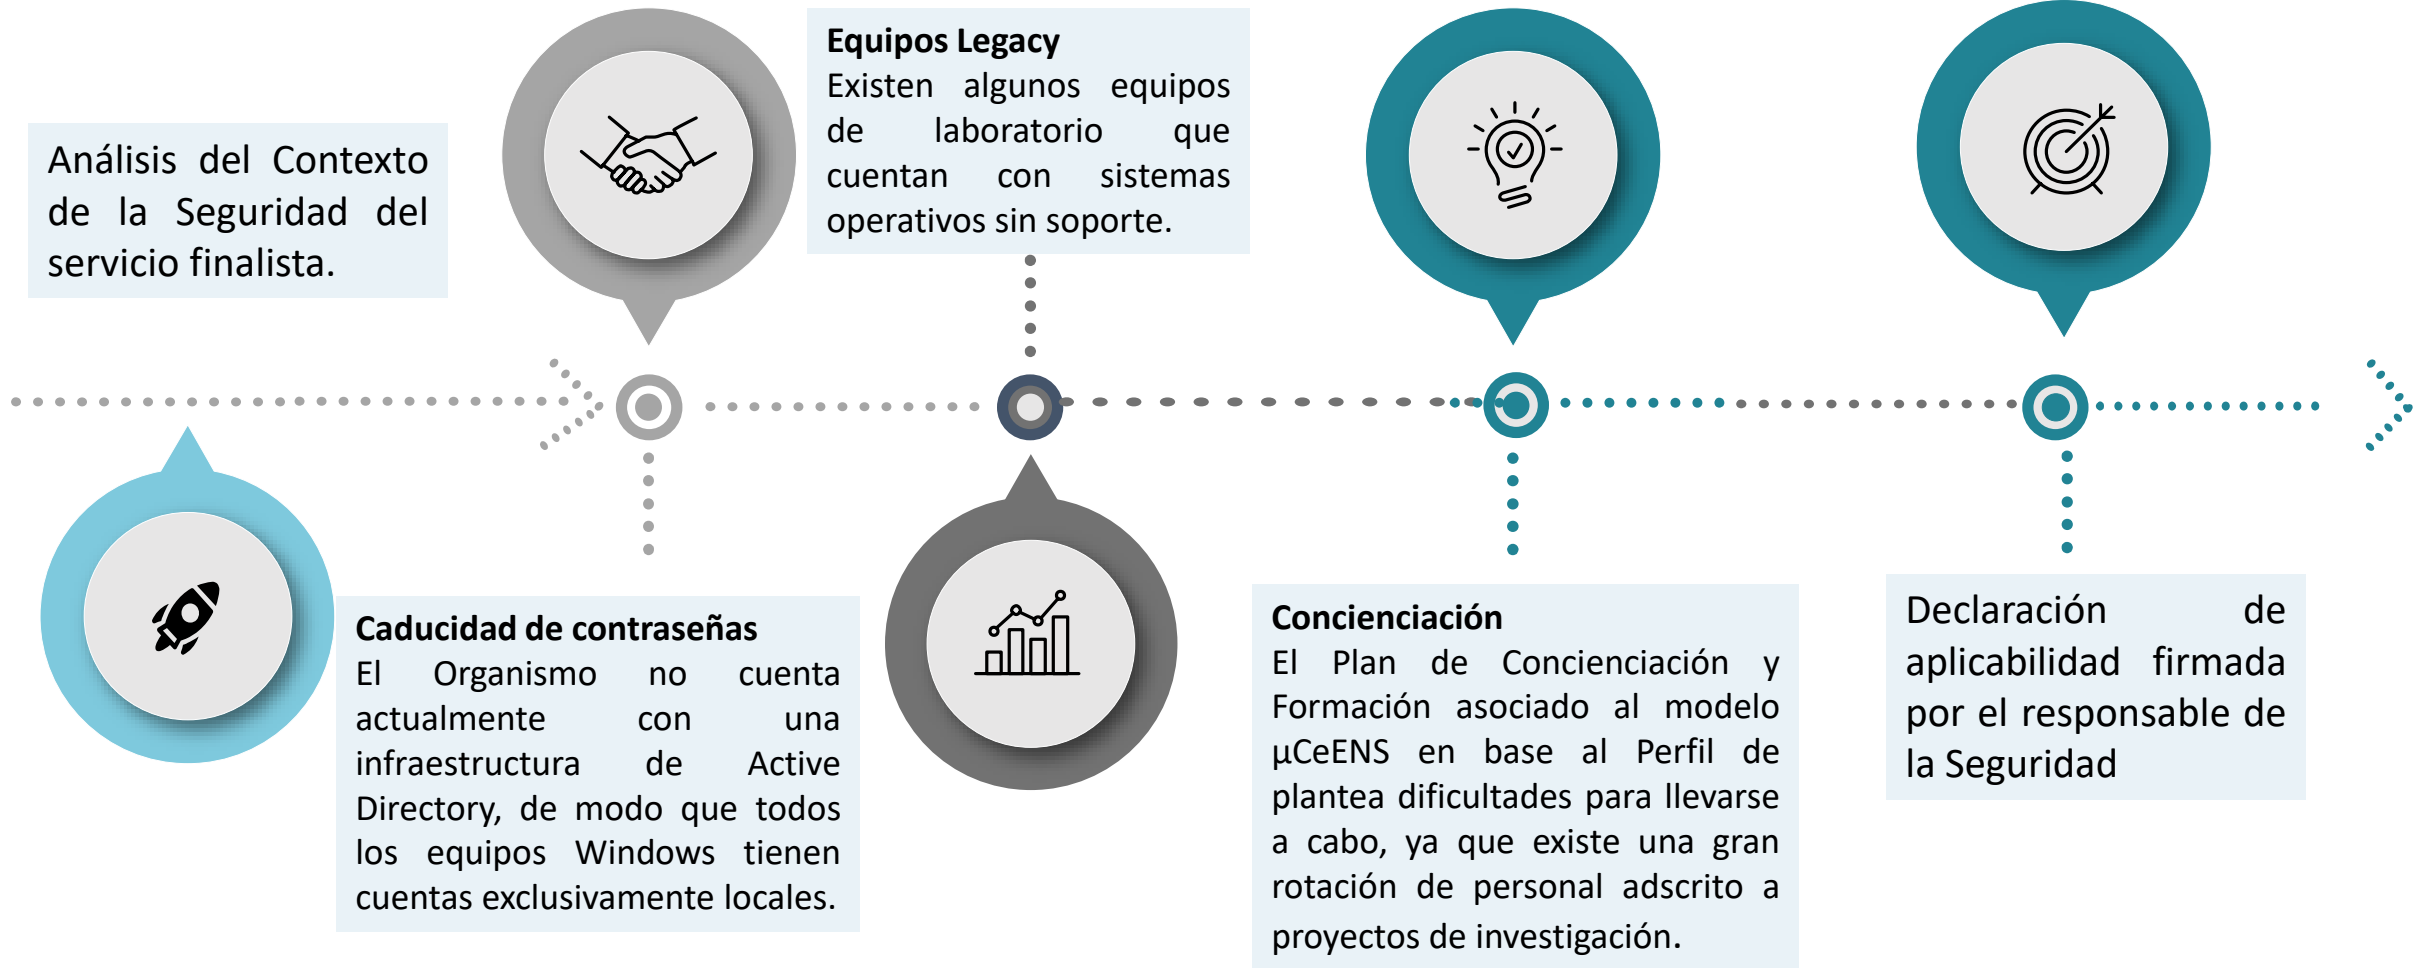 Análisis del Contexto
de la Seguridad del
servicio finalista.
Caducidad de contraseñas
El Organismo no cuenta
actualmente con una
infraestructura de Active
Directory, de modo que todos
los equipos Windows tienen
cuentas exclusivamente locales.
Equipos Legacy
Existen algunos equipos
de laboratorio que
cuentan con sistemas
operativos sin soporte.
Concienciación
El Plan de Concienciación y
Formación asociado al modelo
µCeENS en base al Perfil de
plantea dificultades para llevarse
a cabo, ya que existe una gran
rotación de personal adscrito a
proyectos de investigación.
Declaración de
aplicabilidad firmada
por el responsable de
la Seguridad